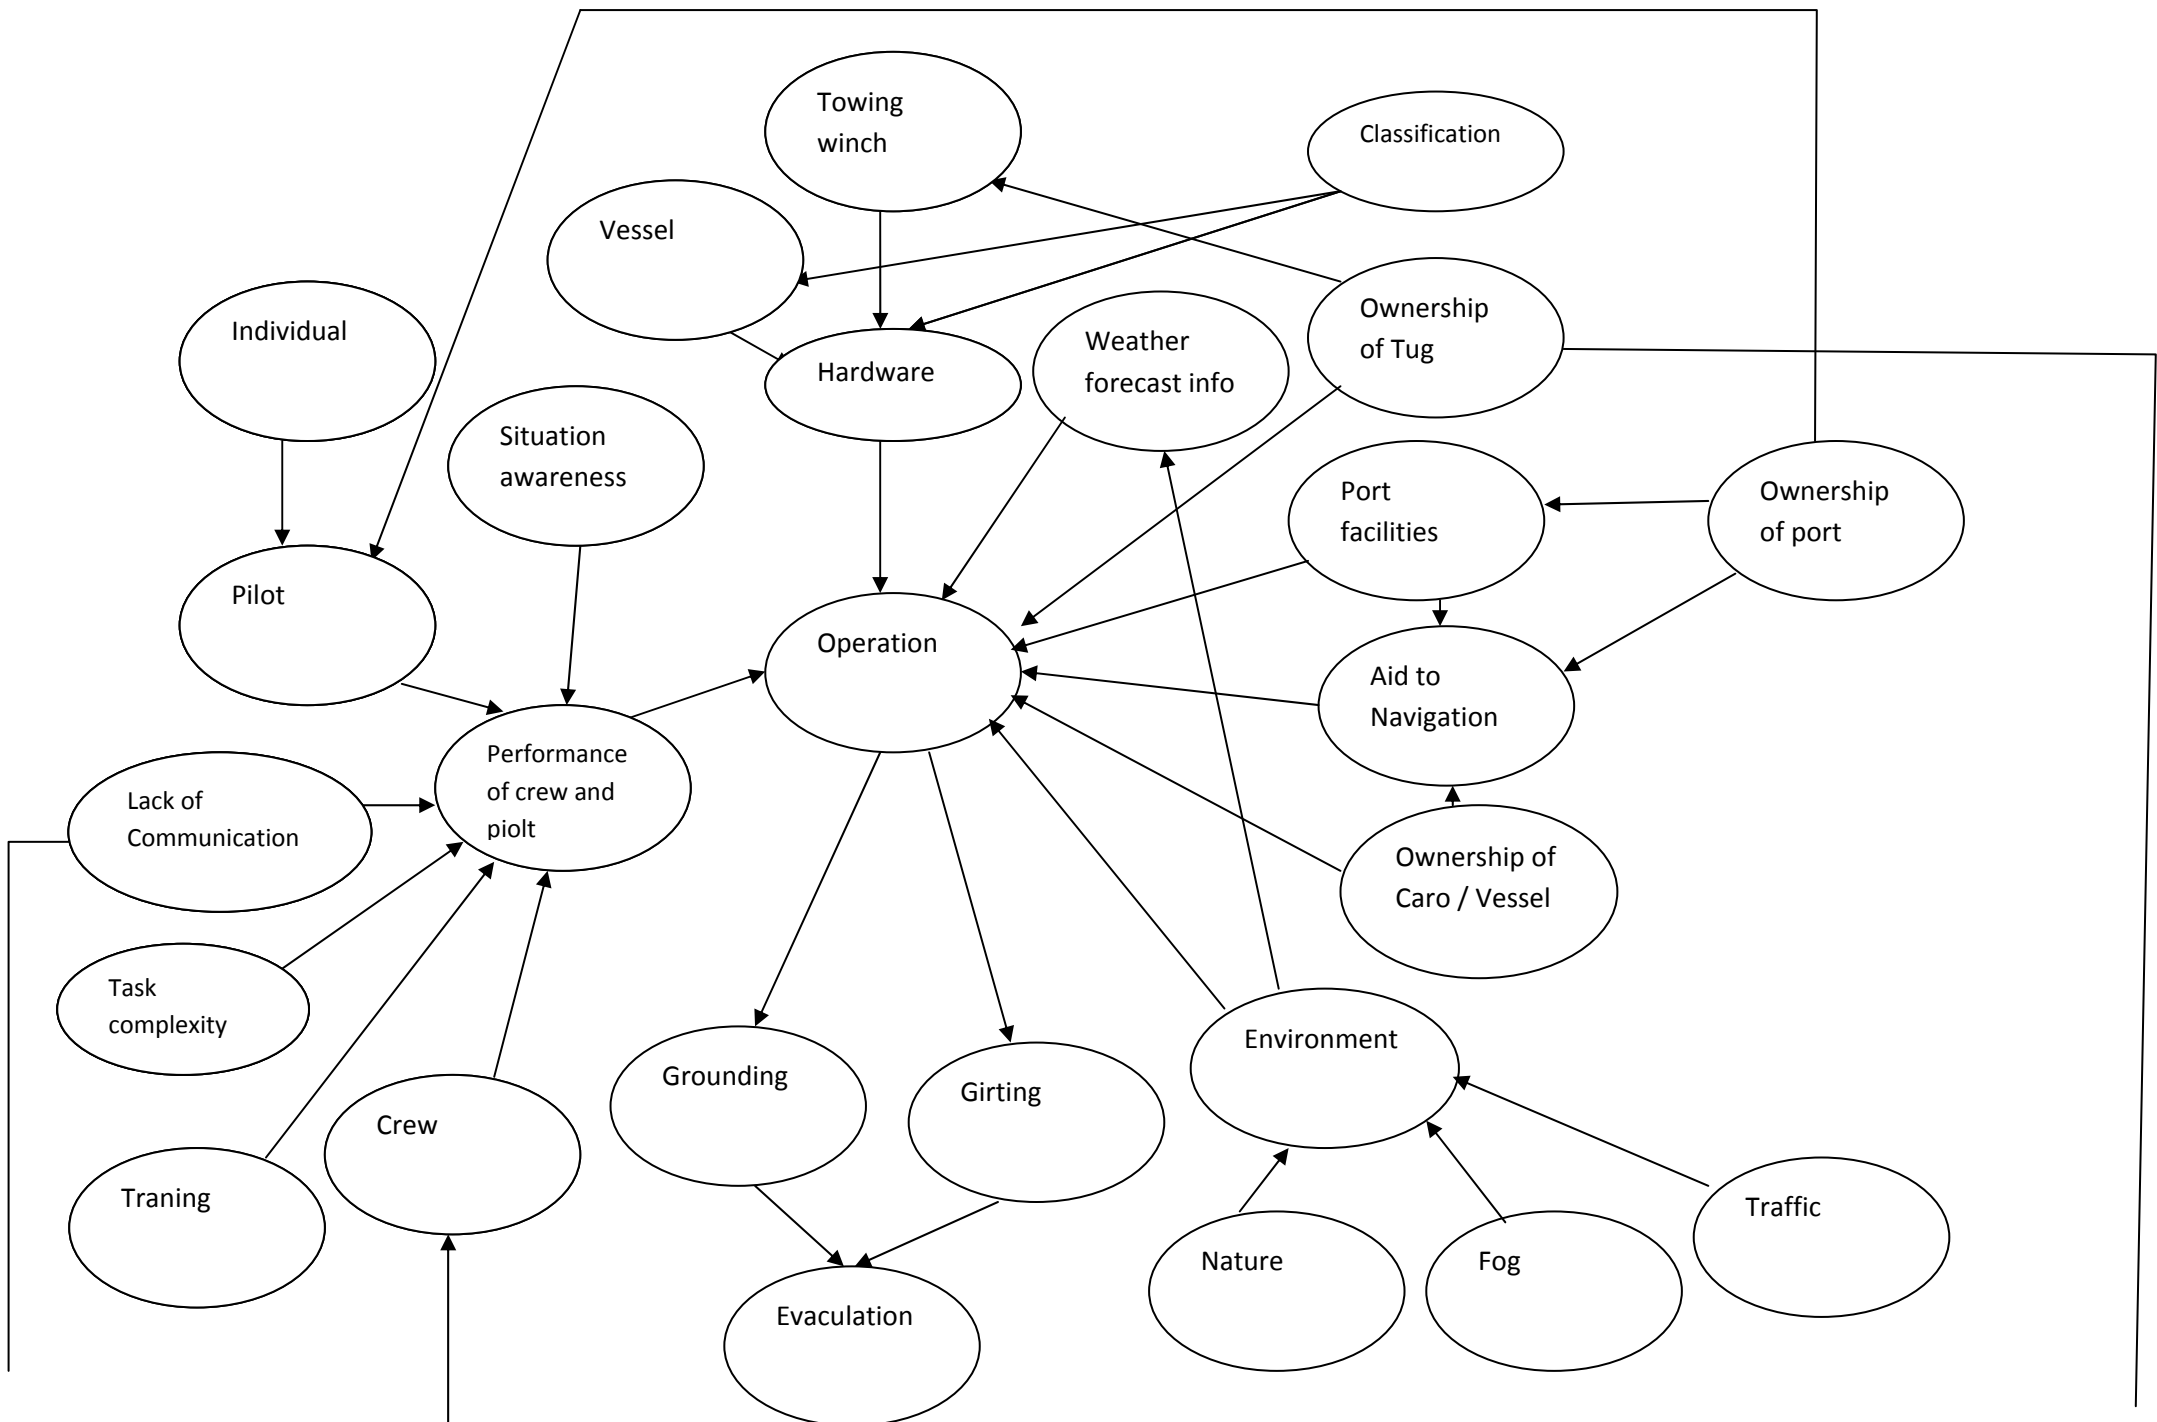 Towing
winch
Classification
Vessel
Individual
Ownership
of Tug
Weather
forecast info
Hardware
Situation
awareness
Port
facilities
Ownership
of port
Pilot
Operation
Aid to
Navigation
Performance
of crew and
piolt
Lack of
Communication
Ownership of
Caro / Vessel
Task
complexity
Environment
Grounding
Girting
Crew
Traning
Traffic
Nature
Fog
Evaculation